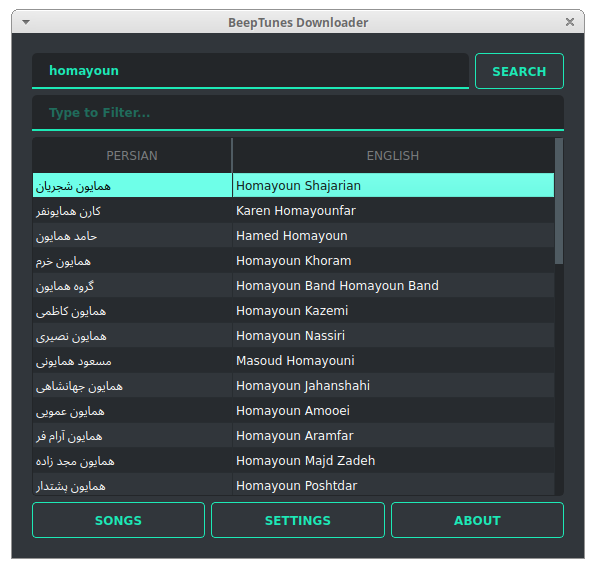 BeepTunes Downloader
homayoun SEARCH
Type to Filter...
PERSIAN ENGLISH
همایون شجریان Homayoun Shajarian
کارن همایونفر Karen Homayounfar
حامد همایون Hamed Homayoun
همایون خرم Homayoun Khoram
گروه همایون Homayoun Band Homayoun Band
همایون کاظمی Homayoun Kazemi
همایون نصیری Homayoun Nassiri
مسعود همایونی Masoud Homayouni
همایون جهانشاهی Homayoun Jahanshahi
همایون عمویی Homayoun Amooei
همایون آرام فر Homayoun Aramfar
همایون مجد زاده Homayoun Majd Zadeh
همایون پشتدار Homayoun Poshtdar
SONGS SETTINGS ABOUT